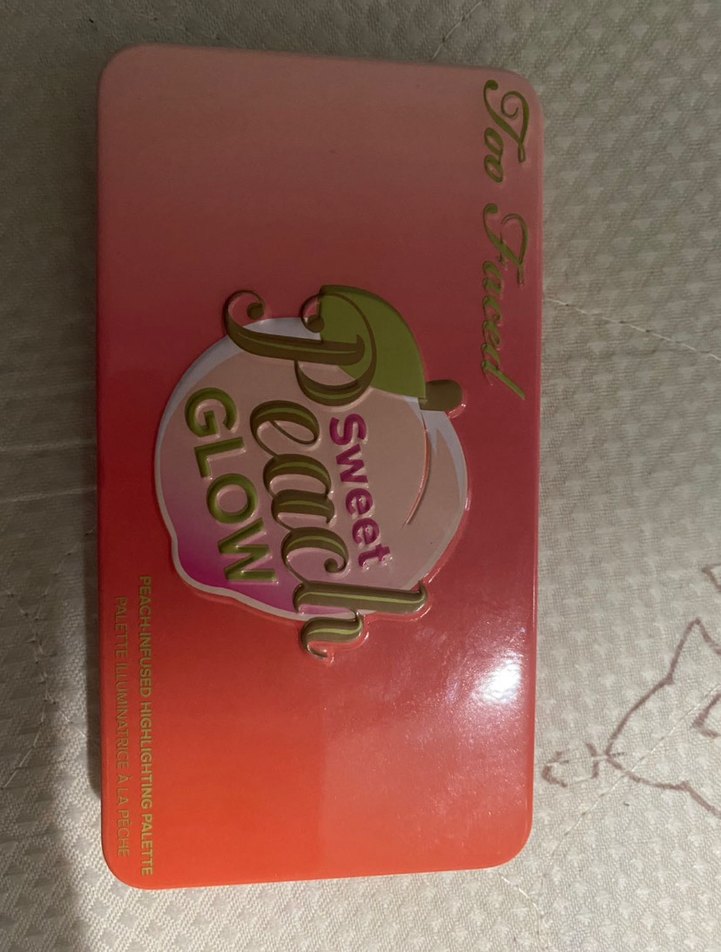 Too Faced
Sweet
Peach
GLOW
PEACH-INFUSED HIGHLIGHTING PALETTE
PALETTE ILLUMINATRICE À LA PÊCHE